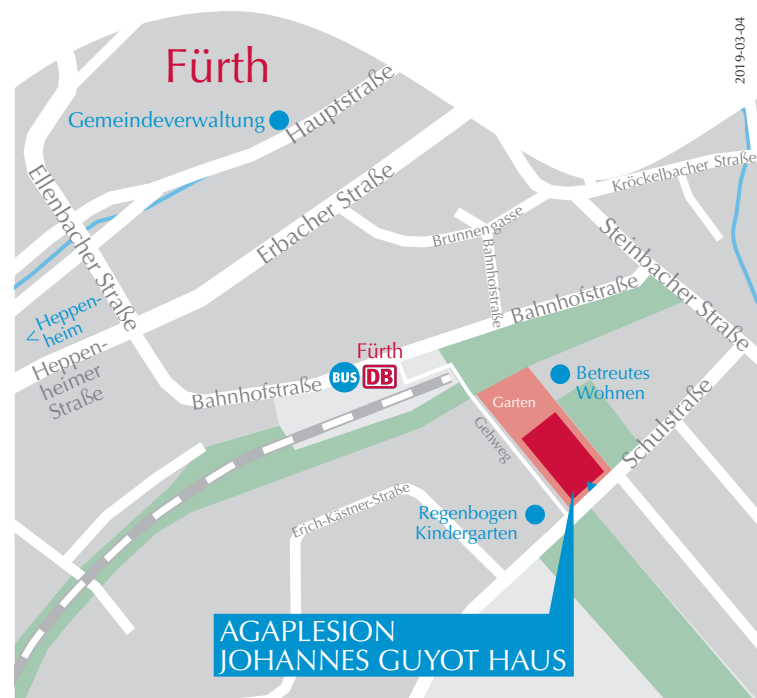 2019-03-04
Fürth
Gemeindeverwaltung
Hauptstraße
Ellenbacher Straße
Erbacher Straße
Kröckelbacher Straße
Brunnengasse
Steinbacher Straße
Bahnhofstraße
Bahnhofstraße
< Heppen-
heim
Heppen-
heimer
Straße
Fürth
BUS DB
Bahnhofstraße
Betreutes
Wohnen
Garten
Gehweg
Schulstraße
Erich-Kästner-Straße
Regenbogen
Kindergarten
AGAPLESION
JOHANNES GUYOT HAUS